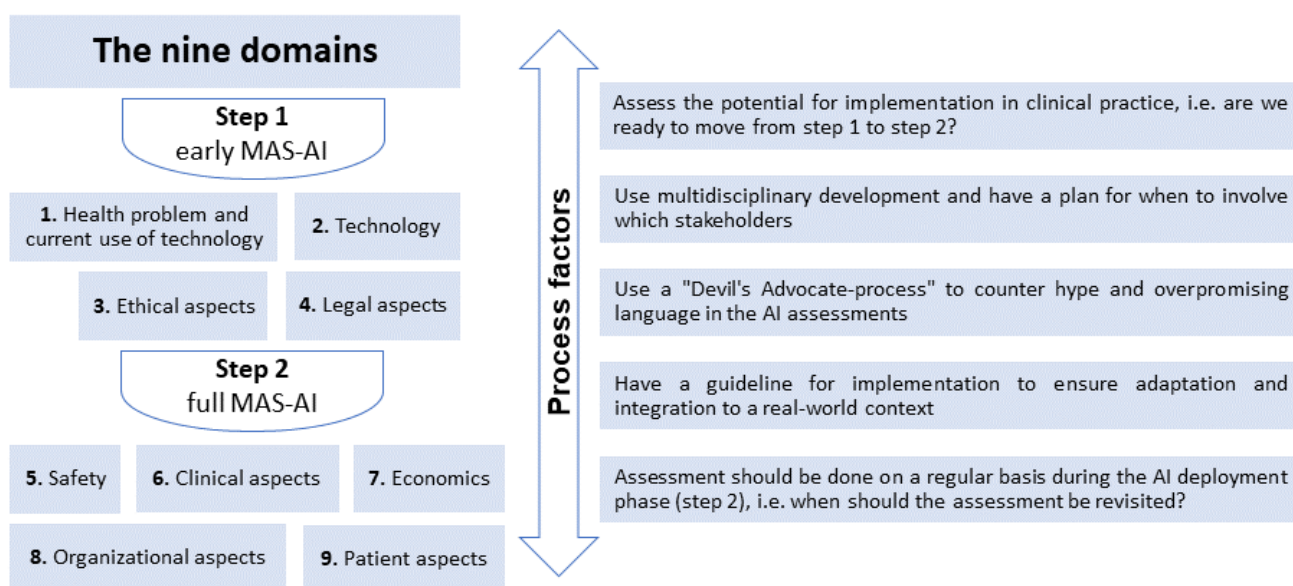 The nine domains
Step 1
early MAS-AI
1. Health problem and
current use of technology
2. Technology
3. Ethical aspects
4. Legal aspects
Step 2
full MAS-AI
5. Safety
6. Clinical aspects
7. Economics
8. Organizational aspects
9. Patient aspects
Process factors
Assess the potential for implementation in clinical practice, i.e. are we
ready to move from step 1 to step 2?
Use multidisciplinary development and have a plan for when to involve
which stakeholders
Use a "Devil's Advocate-process" to counter hype and overpromising
language in the AI assessments
Have a guideline for implementation to ensure adaptation and
integration to a real-world context
Assessment should be done on a regular basis during the AI deployment
phase (step 2), i.e. when should the assessment be revisited?